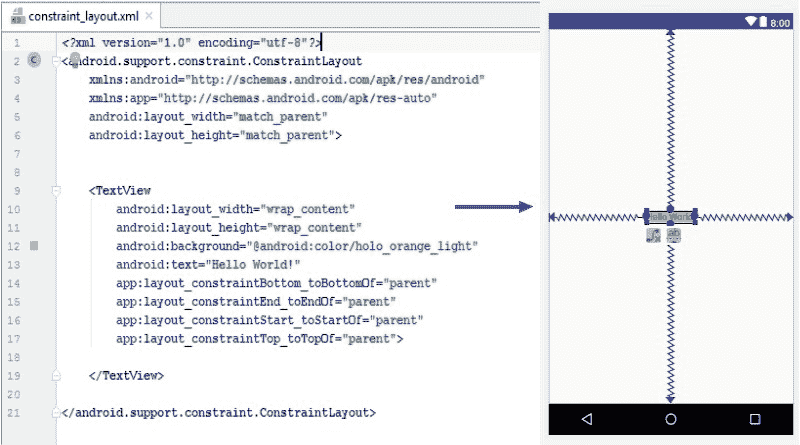 constraint_layout.xml
1 <?xml version="1.0" encoding="utf-8"?>
2 <android.support.constraint.ConstraintLayout
3 xmlns:android="http://schemas.android.com/apk/res/android"
4 xmlns:app="http://schemas.android.com/apk/res-auto"
5 android:layout_width="match_parent"
6 android:layout_height="match_parent">
7
8
9 <TextView
10 android:layout_width="wrap_content"
11 android:layout_height="wrap_content"
12 android:background="@android:color/holo_orange_light"
13 android:text="Hello World!"
14 app:layout_constraintBottom_toBottomOf="parent"
15 app:layout_constraintEnd_toEndOf="parent"
16 app:layout_constraintStart_toStartOf="parent"
17 app:layout_constraintTop_toTopOf="parent">
18
19 </TextView>
20
21 </android.support.constraint.ConstraintLayout>
C
8:00
Hello World
ab